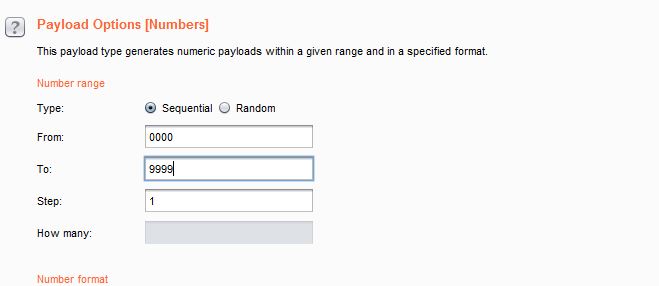 ? Payload Options [Numbers]
This payload type generates numeric payloads within a given range and in a specified format.
Number range
Type: Sequential Random
From: 0000
To: 9999
Step: 1
How many:
Number format